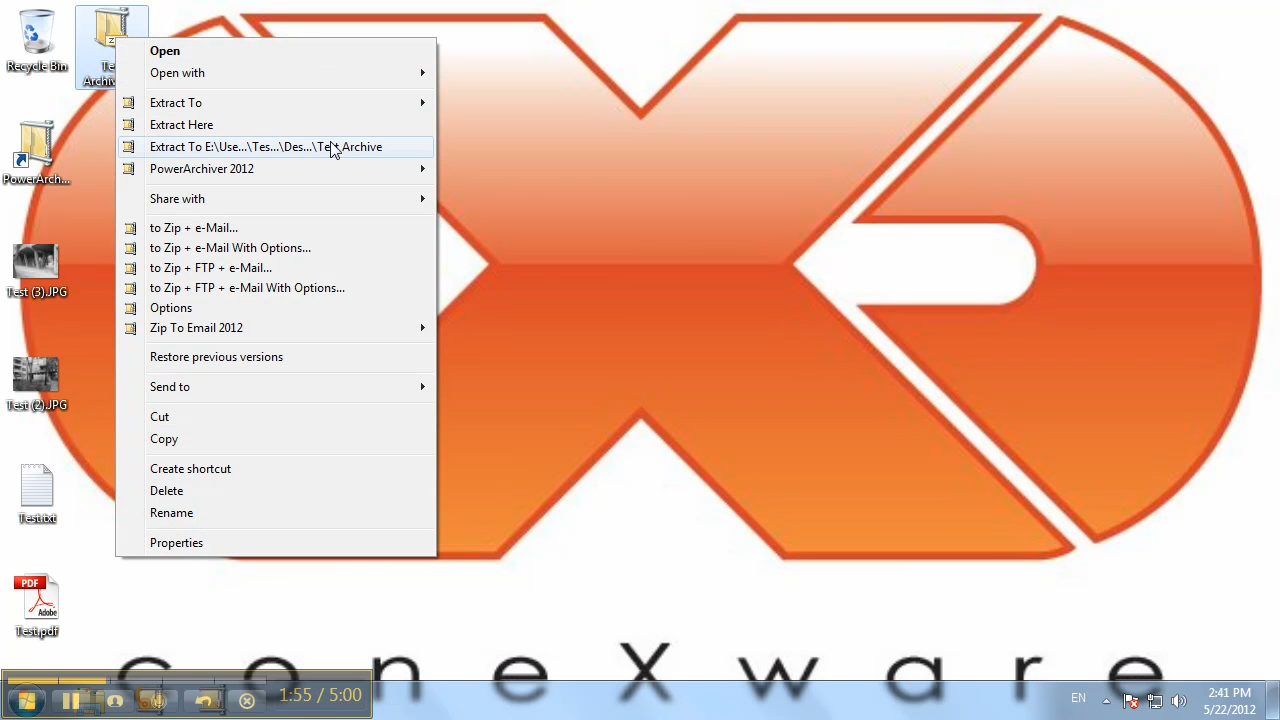 Recycle Bin
Te
Archiv
PowerArch...
Test (3).JPG
Test (2).JPG
Test.txt
PDF
Adobe
Test.pdf
Open
Open with
Extract To
Extract Here
Extract To E:\Use...\Tes...\Des...\Test Archive
PowerArchiver 2012
Share with
to Zip + e-Mail...
to Zip + e-Mail With Options...
to Zip + FTP + e-Mail...
to Zip + FTP + e-Mail With Options...
Options
Zip To Email 2012
Restore previous versions
Send to
Cut
Copy
Create shortcut
Delete
Rename
Properties
coneXware
1:55 / 5:00
EN
2:41 PM
5/22/2012